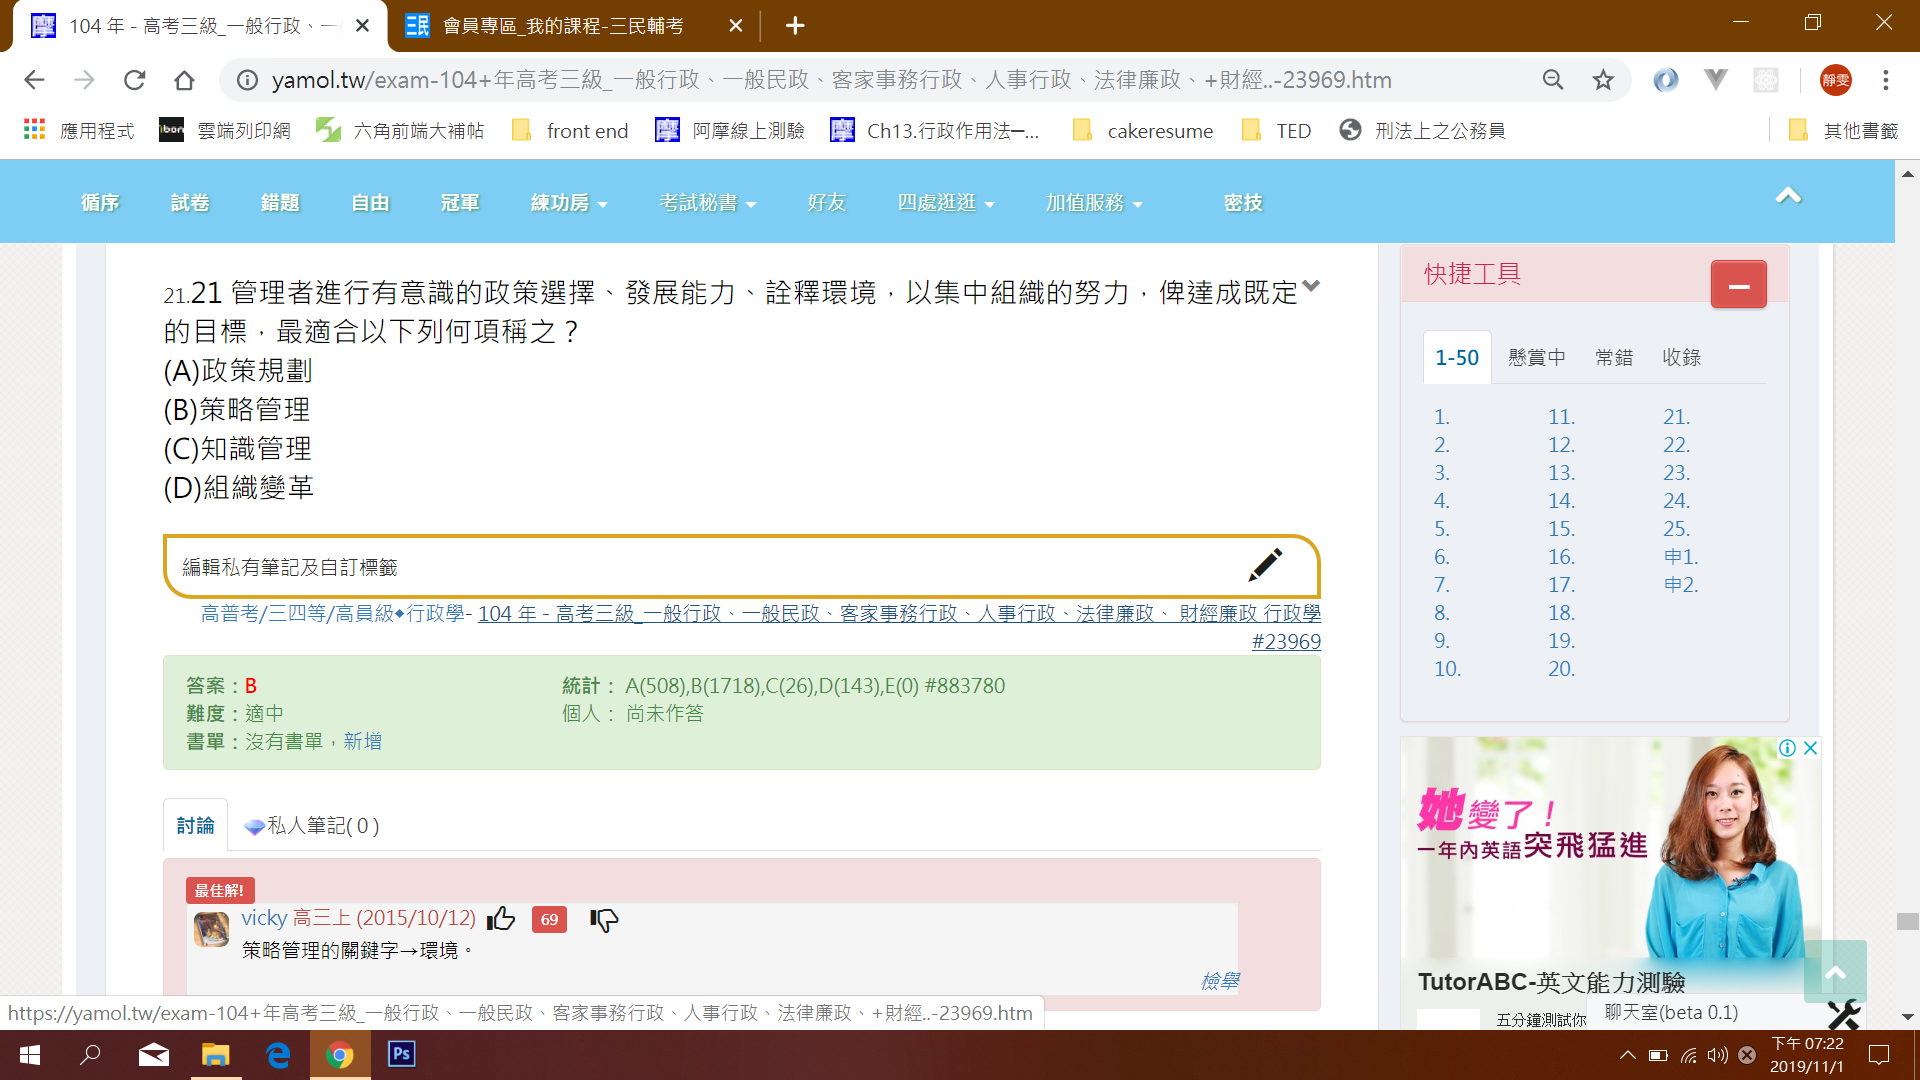 104 年 - 高考三級_一般行政、一
會員專區_我的課程-三民輔考
yamol.tw/exam-104+年高考三級_一般行政、一般民政、客家事務行政、人事行政、法律廉政、+財經..-23969.htm
靜雯
應用程式
ibon
雲端列印網
六角前端大補帖
front end
阿摩線上測驗
Ch13.行政作用法一...
cakeresume
TED
刑法上之公務員
其他書籤
循序
試卷
錯題
自由
冠軍
練功房
考試秘書
好友
四處逛逛
加值服務
密技
21.21 管理者進行有意識的政策選擇、發展能力、詮釋環境，以集中組織的努力，俾達成既定
的目標，最適合以下列何項稱之？
(A)政策規劃
(B)策略管理
(C)知識管理
(D)組織變革
編輯私有筆記及自訂標籤
高普考/三四等/高員級◆行政學- 104 年 - 高考三級_一般行政、一般民政、客家事務行政、人事行政、法律廉政、 財經廉政 行政學
#23969
答案：B
統計： A(508),B(1718),C(26),D(143),E(0) #883780
難度：適中
個人： 尚未作答
書單：沒有書單，新增
討論
私人筆記( 0 )
最佳解!
vicky 高三上 (2015/10/12)
69
策略管理的關鍵字→環境。
檢舉
快捷工具
1-50
懸賞中
常錯
收錄
1. 11. 21.
2. 12. 22.
3. 13. 23.
4. 14. 24.
5. 15. 25.
6. 16. 申1.
7. 17. 申2.
8. 18.
9. 19.
10. 20.
她變了！
一年內英語突飛猛進
TutorABC-英文能力測驗
五分鐘測試你
聊天室(beta 0.1)
https://yamol.tw/exam-104+年高考三級_一般行政、一般民政、客家事務行政、人事行政、法律廉政、+財經..-23969.htm
Ps
下午 07:22
2019/11/1